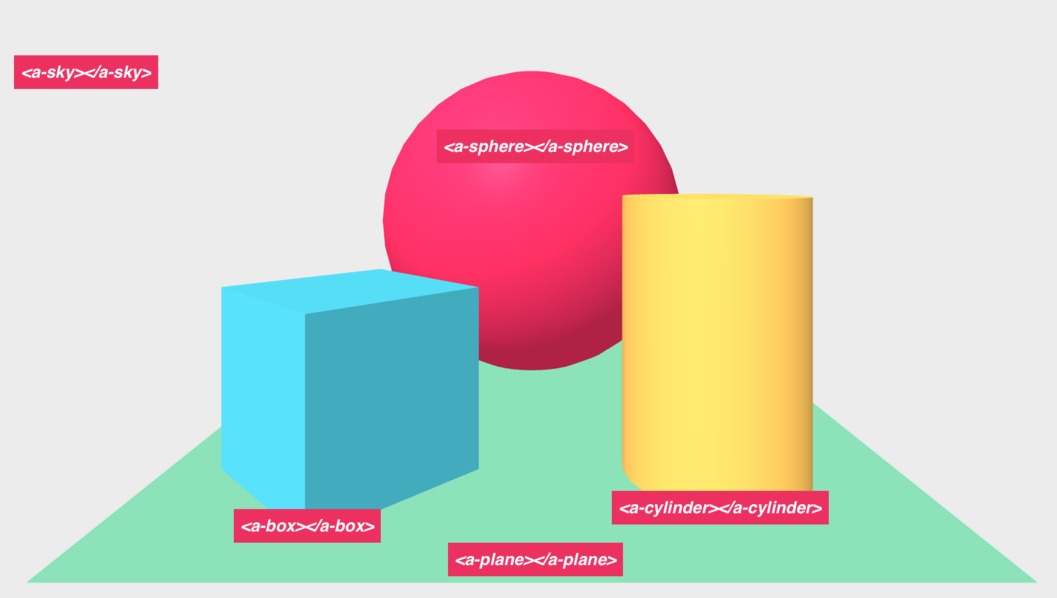 <a-sky></a-sky>
<a-sphere></a-sphere>
<a-cylinder></a-cylinder>
<a-box></a-box>
<a-plane></a-plane>